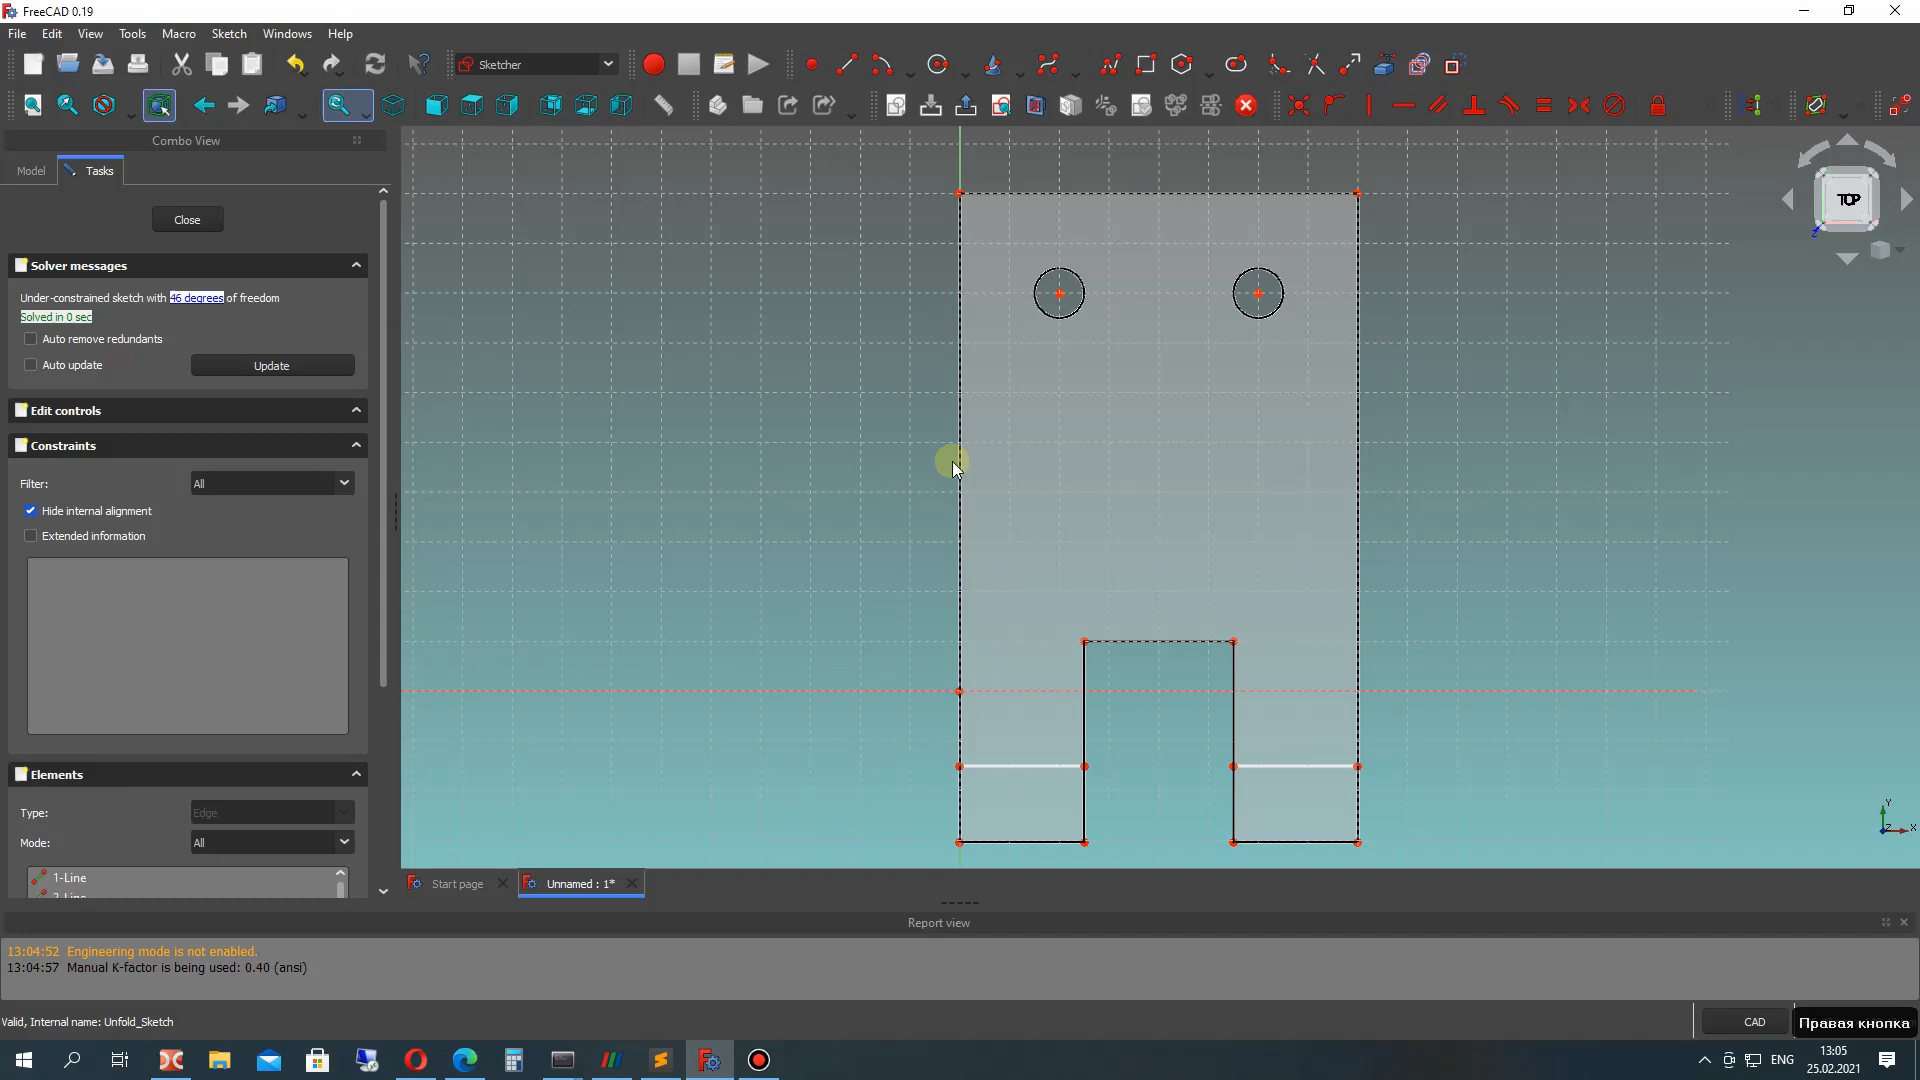 FreeCAD 0.19
File Edit View Tools Macro Sketch Windows Help
Sketcher
Combo View
Model Tasks
Close
Solver messages
Under-constrained sketch with 46 degrees of freedom
Solved in 0 sec
Auto remove redundants
Auto update Update
Edit controls
Constraints
Filter: All
Hide internal alignment
Extended information
Elements
Type: Edge
Mode: All
1-Line
2-Line
TOP
Z
Y
Z X
Start page Unnamed : 1*
Report view
13:04:52 Engineering mode is not enabled.
13:04:57 Manual K-factor is being used: 0.40 (ansi)
Valid, Internal name: Unfold_Sketch
CAD
Правая кнопка
ENG
13:05
25.02.2021